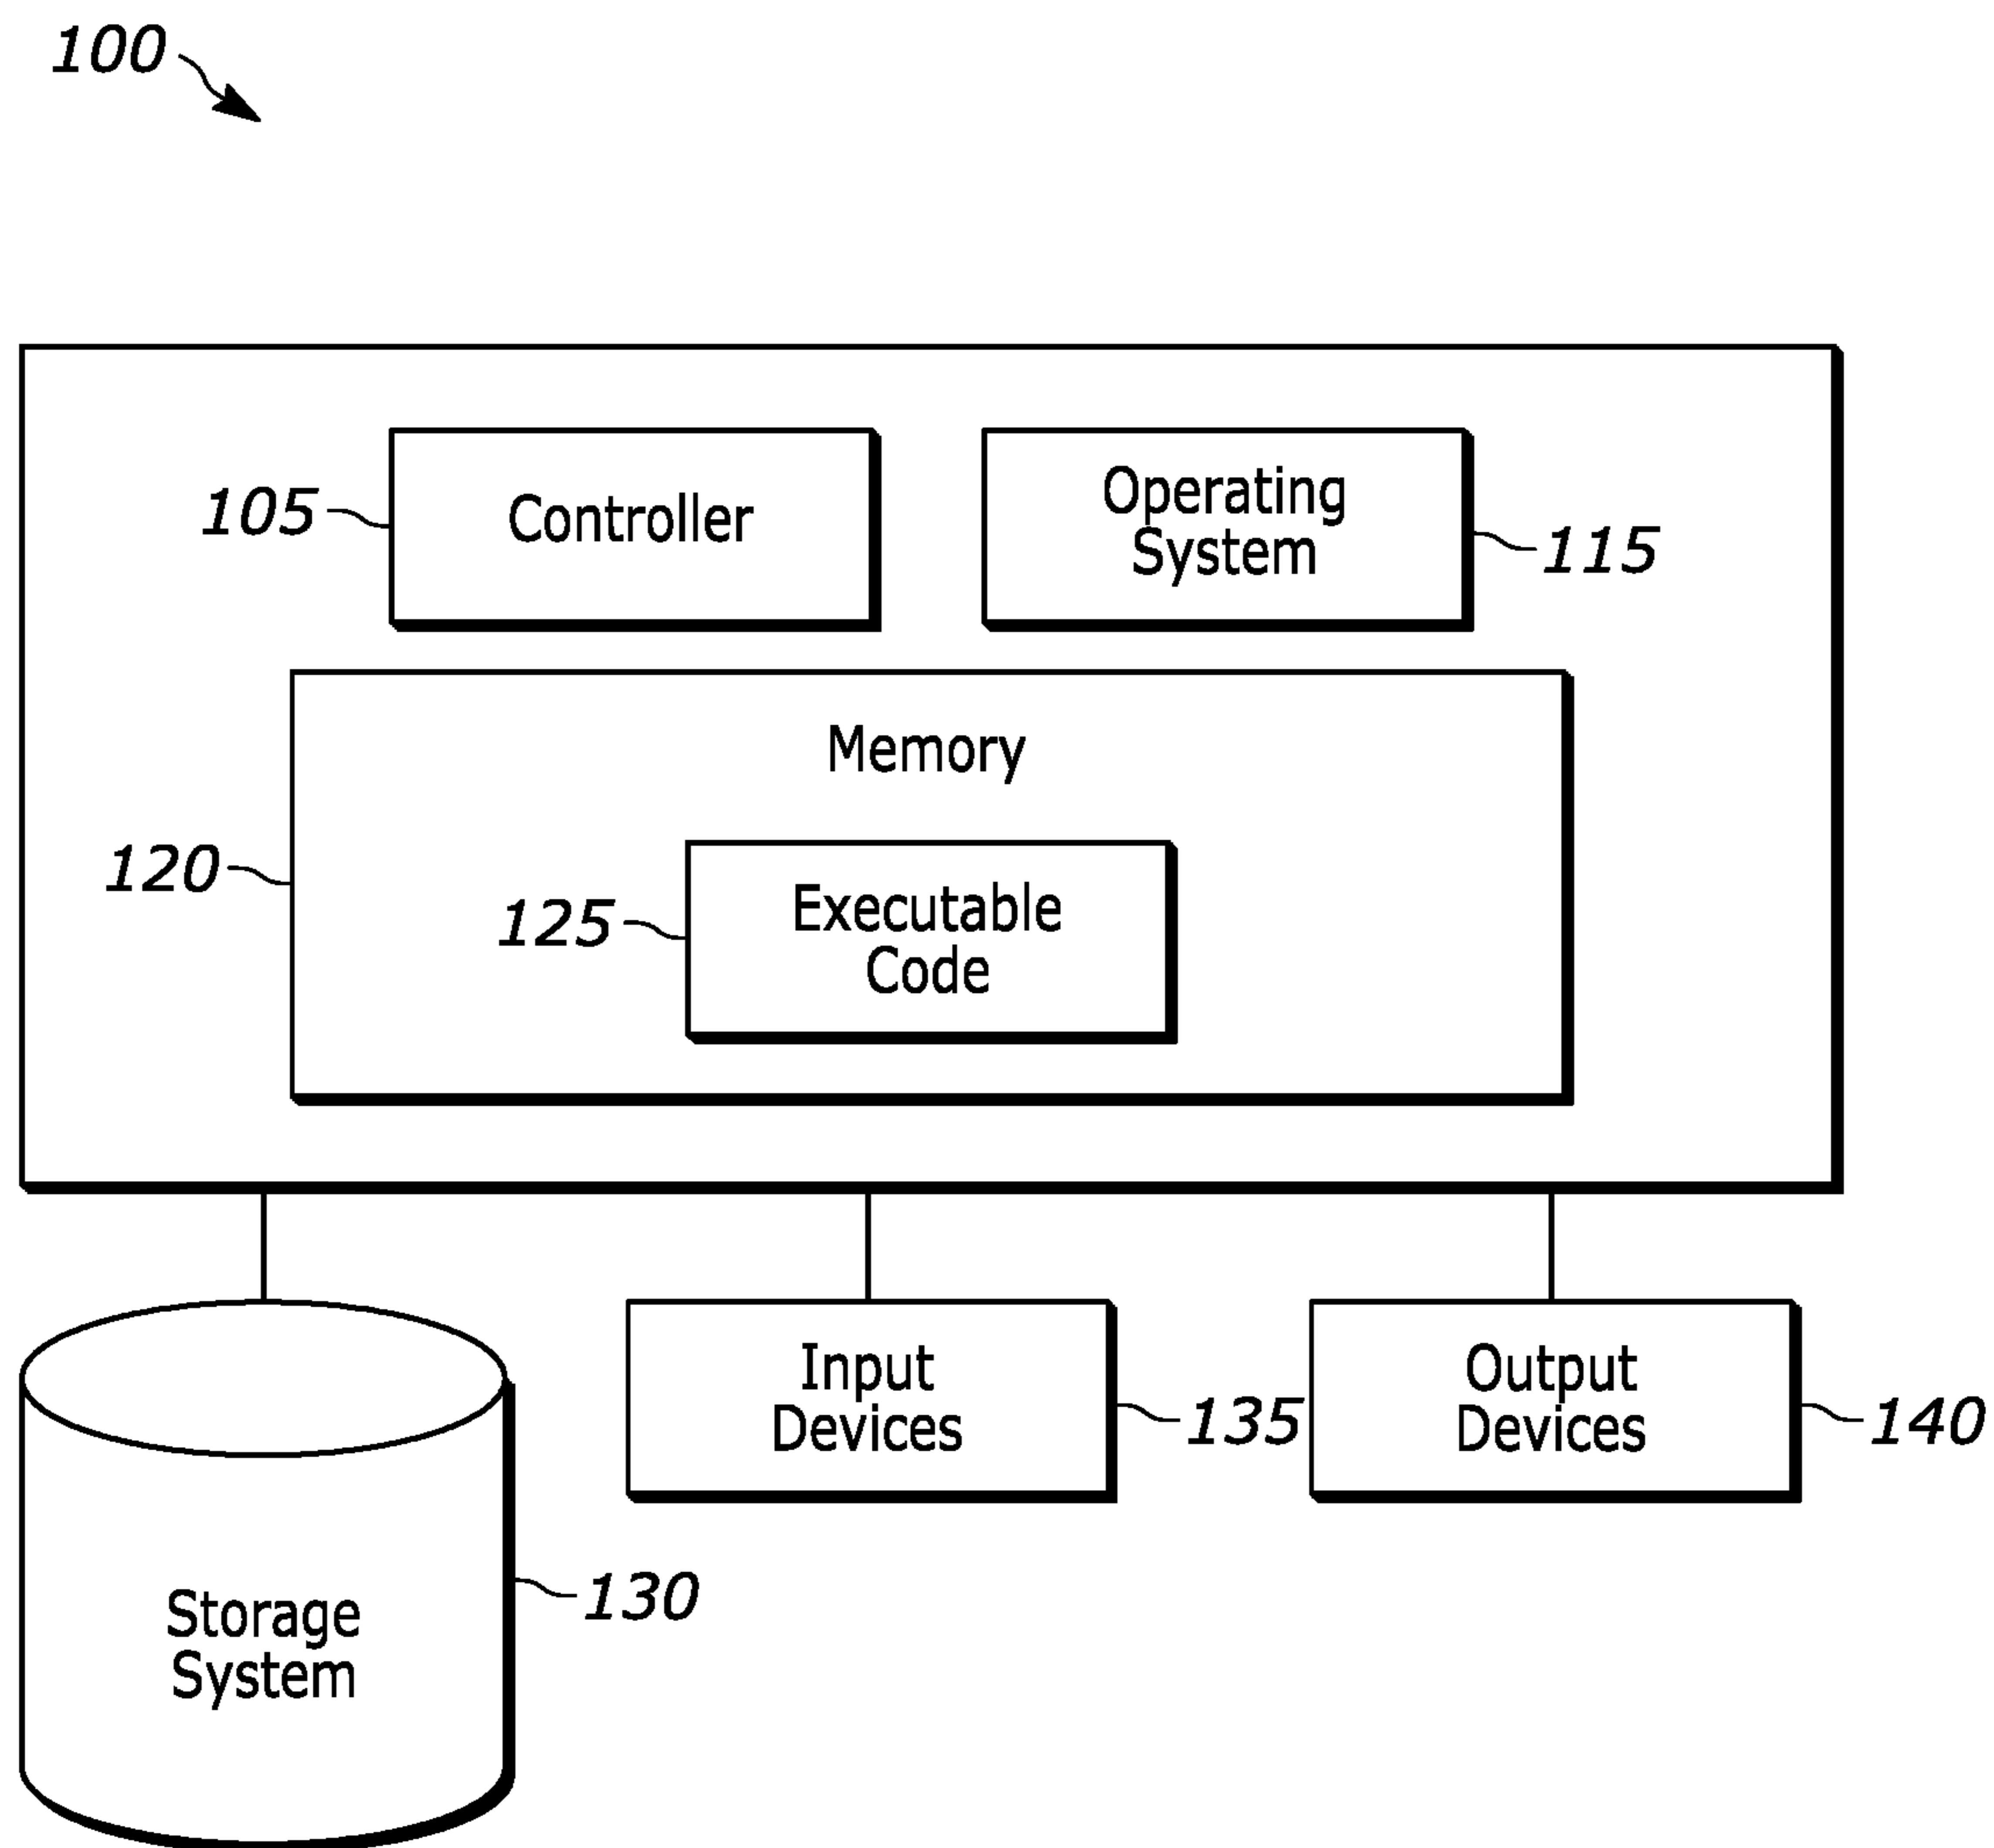 100
105
Controller
Operating
System
115
Memory
120
125
Executable
Code
Input
Devices
135
Output
Devices
140
Storage
System
130